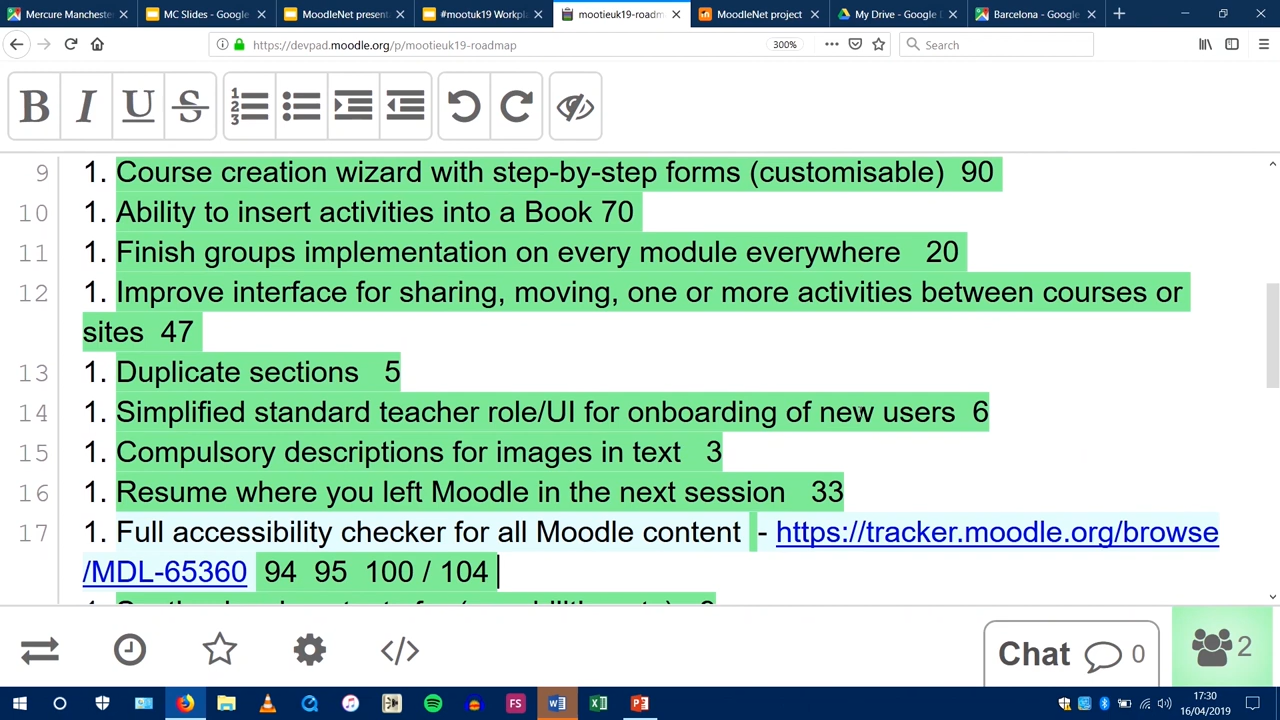 Mercure Manchester
MC Slides - Google
MoodleNet present
#mootuk19 Workpl
mootieuk19-roadm
MoodleNet project
My Drive - Google D
Barcelona - Google
https://devpad.moodle.org/p/mootieuk19-roadmap
300%
Search
B I U S
9 1. Course creation wizard with step-by-step forms (customisable) 90
10 1. Ability to insert activities into a Book 70
11 1. Finish groups implementation on every module everywhere 20
12 1. Improve interface for sharing, moving, one or more activities between courses or
sites 47
13 1. Duplicate sections 5
14 1. Simplified standard teacher role/UI for onboarding of new users 6
15 1. Compulsory descriptions for images in text 3
16 1. Resume where you left Moodle in the next session 33
17 1. Full accessibility checker for all Moodle content - https://tracker.moodle.org/browse
/MDL-65360 94 95 100 / 104
Chat 0
2
FS
17:30
16/04/2019